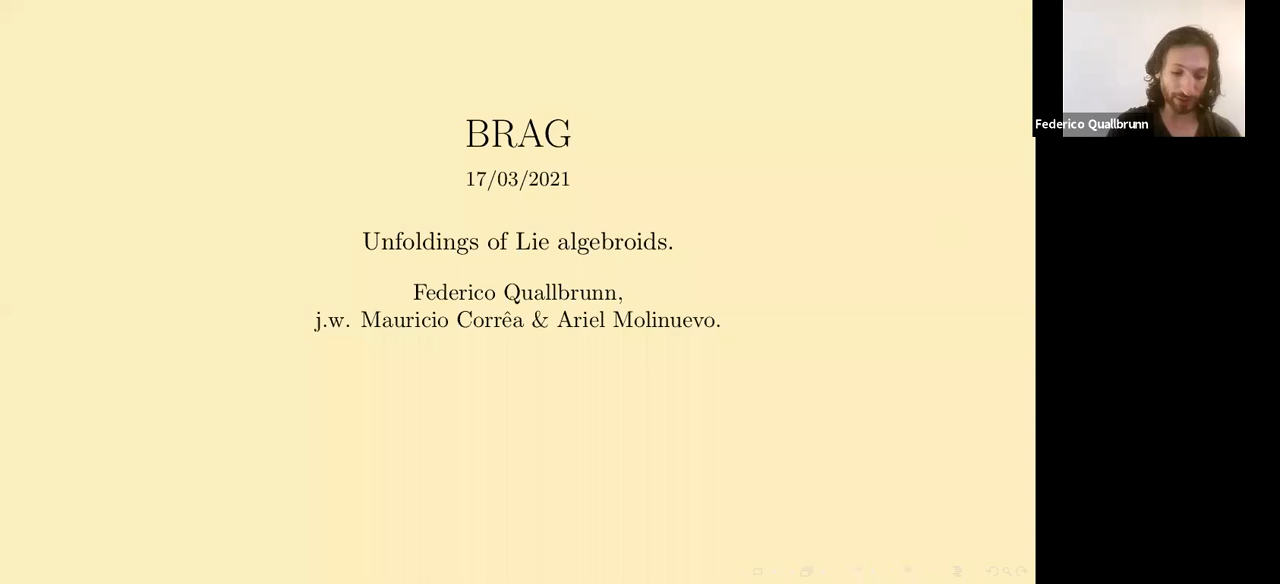 BRAG
17/03/2021
Unfoldings of Lie algebroids.
Federico Quallbrunn,
j.w. Mauricio Corrêa & Ariel Molinuevo.
Federico Quallbrunn